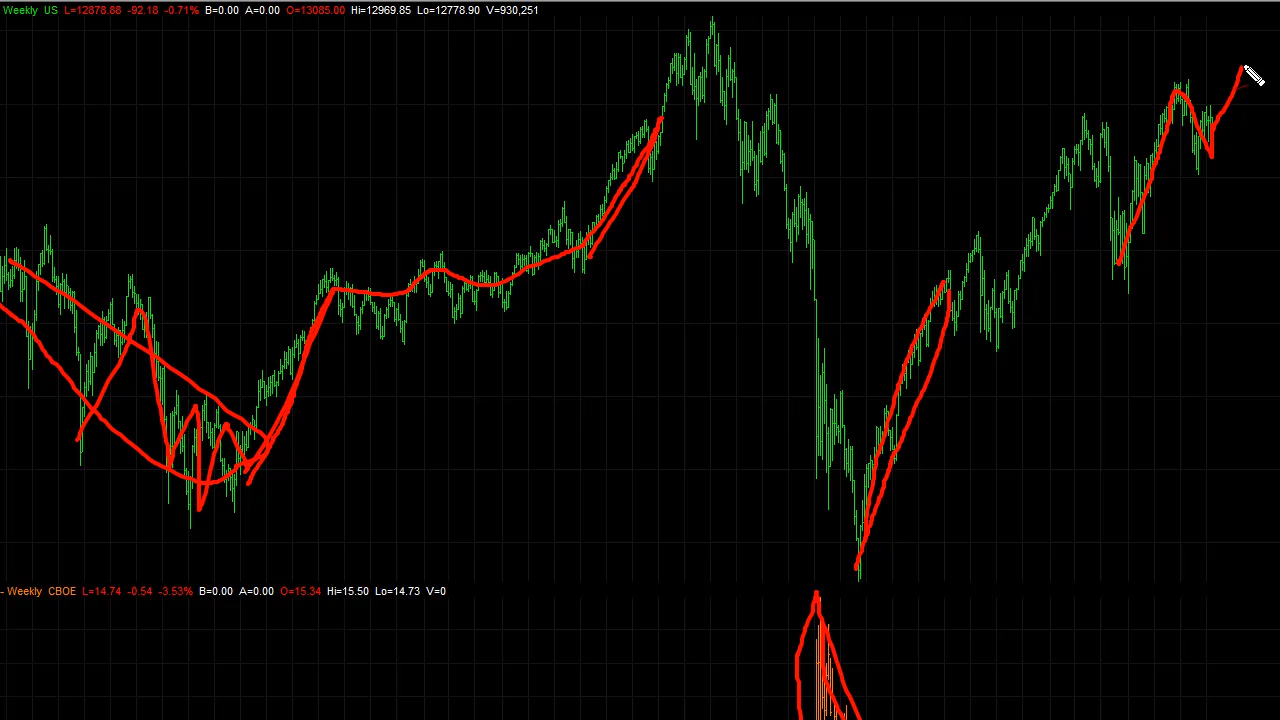 Weekly US L=12878.88 -92.18 -0.71% B=0.00 A=0.00 O=13085.00 Hi=12969.85 Lo=12778.90 V=930,251
- Weekly CBOE L=14.74 -0.54 -3.53% B=0.00 A=0.00 O=15.34 Hi=15.50 Lo=14.73 V=0